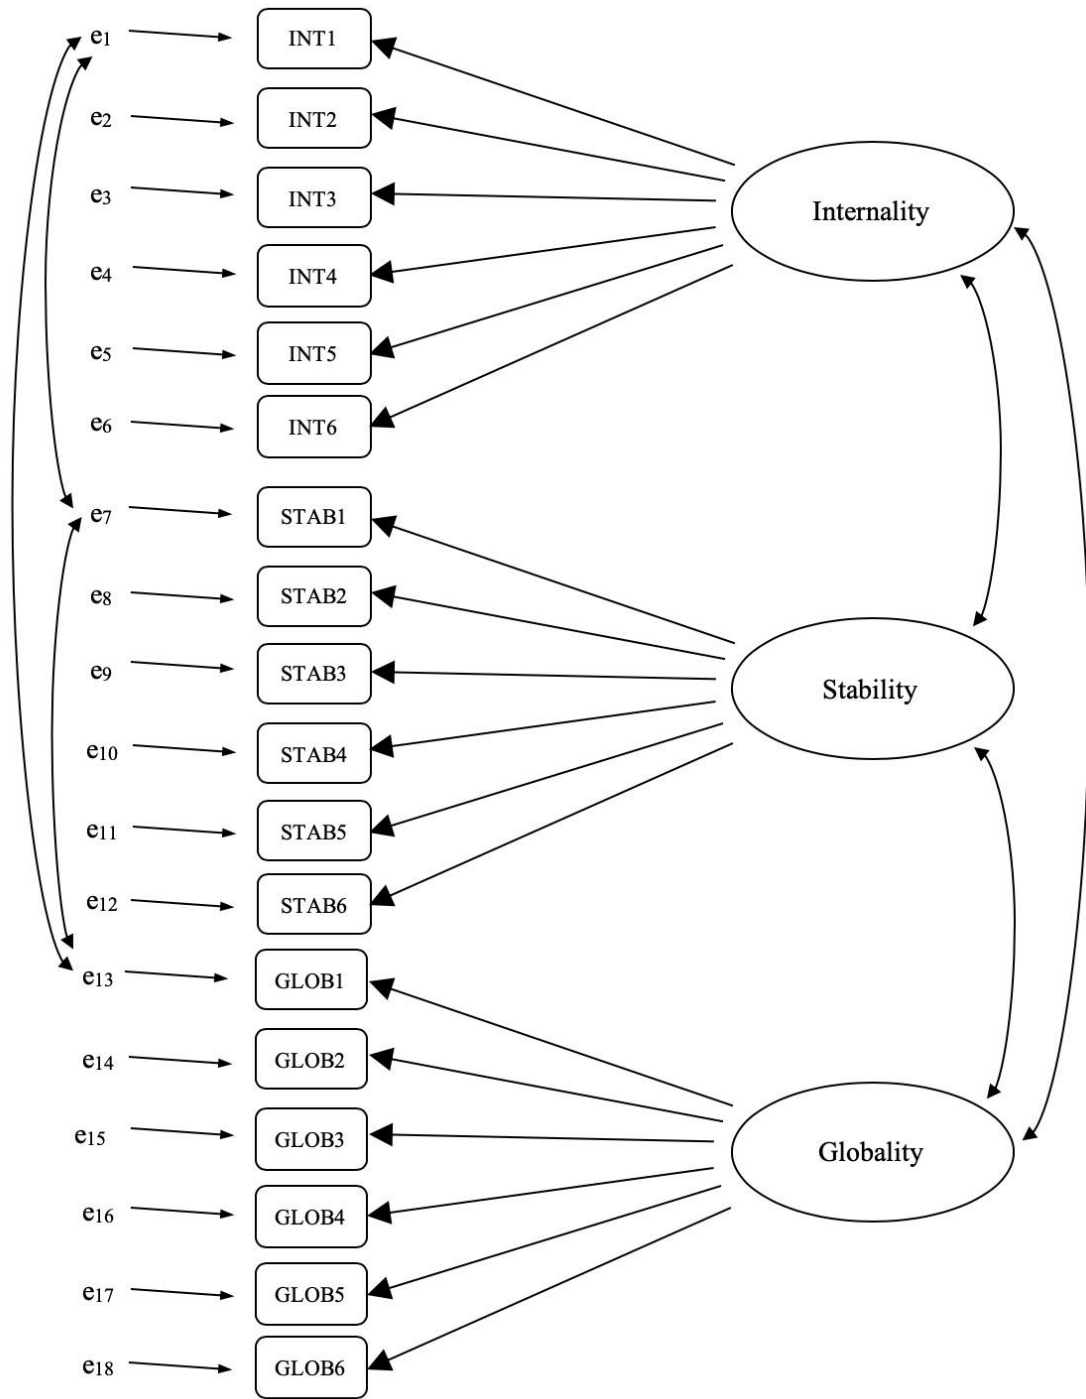 e1 INT1
e2 INT2
e3 INT3
Internality
e4 INT4
e5 INT5
e6 INT6
e7 STAB1
e8 STAB2
e9 STAB3
Stability
e10 STAB4
e11 STAB5
e12 STAB6
e13 GLOB1
e14 GLOB2
e15 GLOB3
Globality
e16 GLOB4
e17 GLOB5
e18 GLOB6